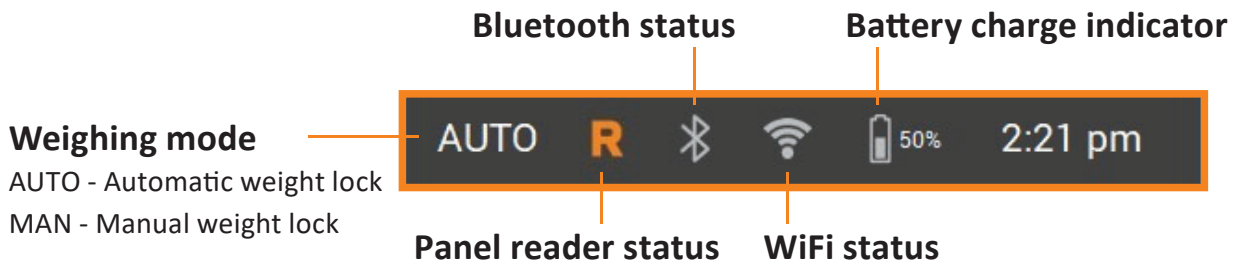 Bluetooth status
Battery charge indicator
Weighing mode
AUTO - Automatic weight lock
MAN - Manual weight lock
AUTO R 50% 2:21 pm
Panel reader status
WiFi status